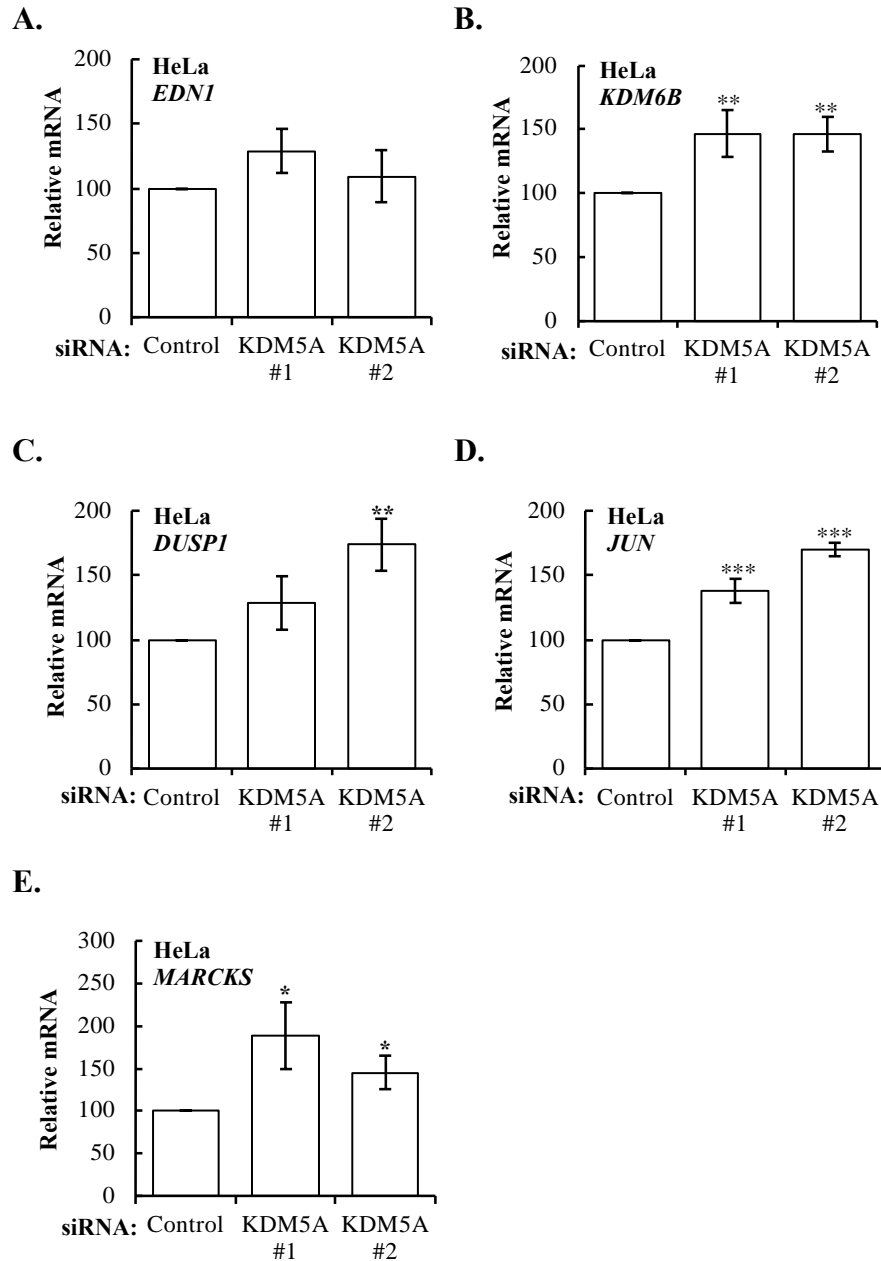 A.
200
150
100
50
0
Relative mRNA
HeLa
EDN1
siRNA:
Control
KDM5A
#1
KDM5A
#2
B.
200
150
100
50
0
Relative mRNA
HeLa
KDM6B
**
**
siRNA:
Control
KDM5A
#1
KDM5A
#2
C.
200
150
100
50
0
Relative mRNA
HeLa
DUSP1
**
siRNA:
Control
KDM5A
#1
KDM5A
#2
D.
200
150
100
50
0
Relative mRNA
HeLa
JUN
***
***
siRNA:
Control
KDM5A
#1
KDM5A
#2
E.
300
250
200
150
100
50
0
Relative mRNA
HeLa
MARCKS
*
*
siRNA:
Control
KDM5A
#1
KDM5A
#2